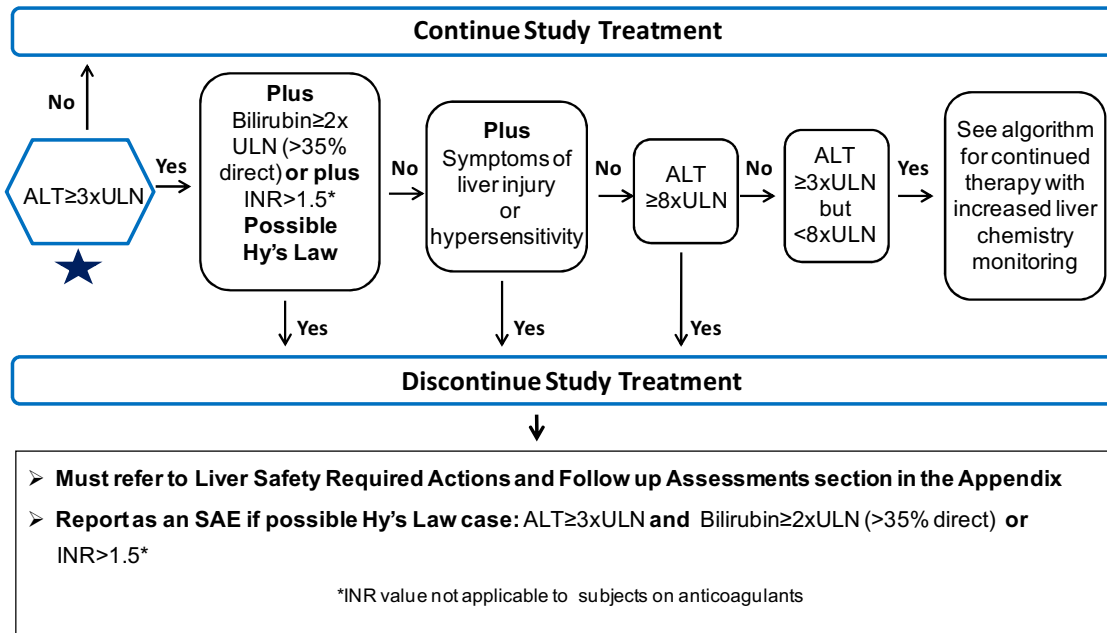 Continue Study Treatment
No
ALT≥3xULN
Yes
Plus
Bilirubin≥2x
ULN (>35%
direct) or plus
INR>1.5*
Possible
Hy's Law
No
Plus
Symptoms of
liver injury
or
hypersensitivity
No
ALT
≥8xULN
No
ALT
≥3xULN
but
<8xULN
Yes
See algorithm
for continued
therapy with
increased liver
chemistry
monitoring
Yes
Yes
Yes
Discontinue Study Treatment
➢ Must refer to Liver Safety Required Actions and Follow up Assessments section in the Appendix
➢ Report as an SAE if possible Hy's Law case: ALT≥3xULN and Bilirubin≥2xULN (>35% direct) or
INR>1.5*
*INR value not applicable to subjects on anticoagulants